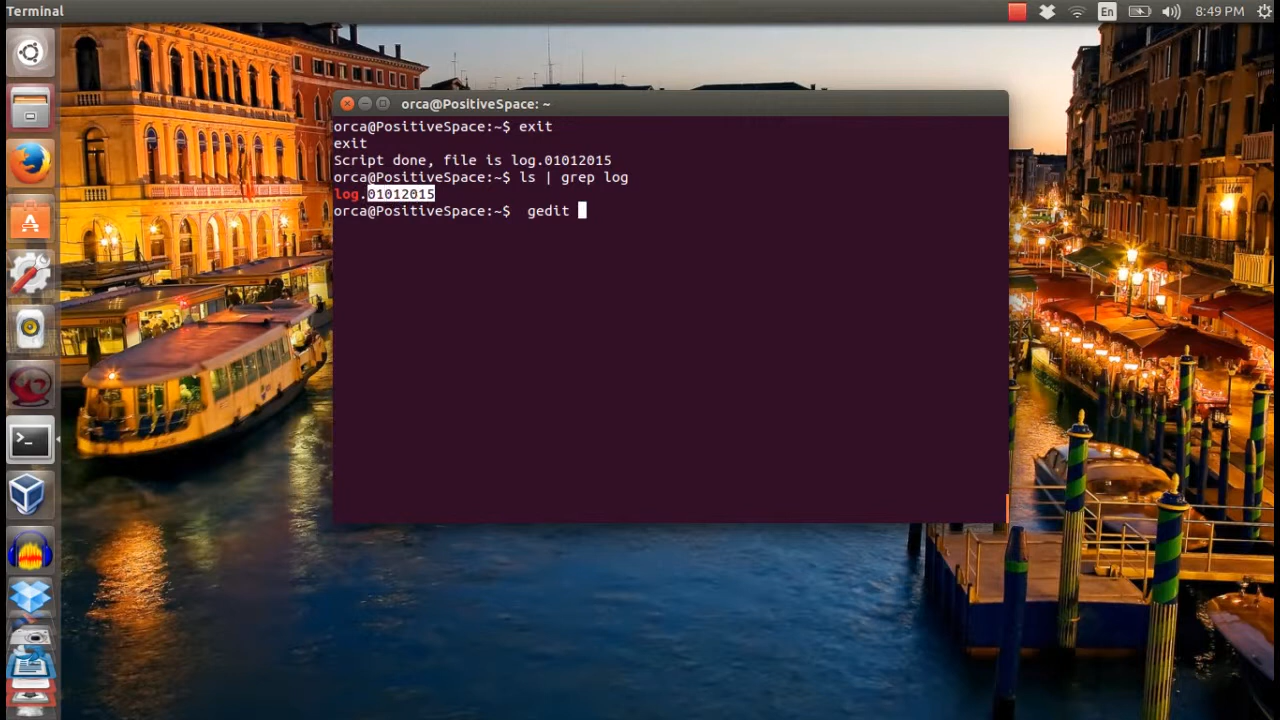 Terminal
En
8:49 PM
orca@PositiveSpace: ~
orca@PositiveSpace:~$ exit
exit
Script done, file is log.01012015
orca@PositiveSpace:~$ ls | grep log
log.01012015
orca@PositiveSpace:~$  gedit